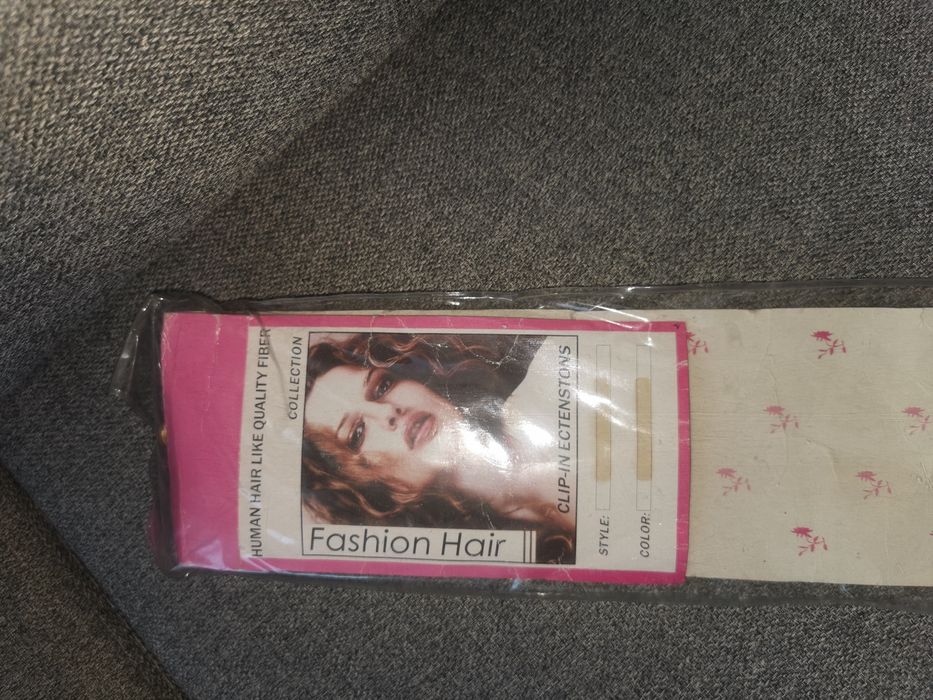 HUMAN HAIR LIKE QUALITY FIBER
COLLECTION
Fashion Hair
CLIP-IN ECTENSTONS
STYLE:
COLOR: